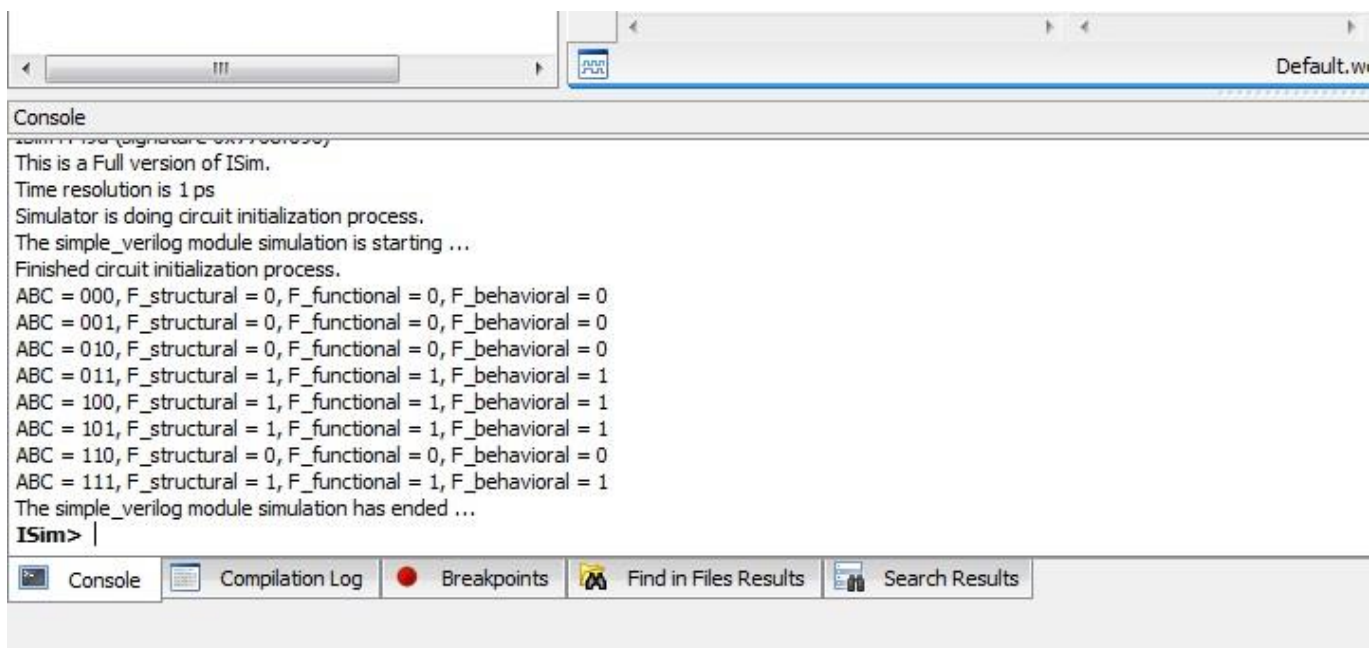 Default.w
Console
This is a Full version of ISim.
Time resolution is 1 ps
Simulator is doing circuit initialization process.
The simple_verilog module simulation is starting ...
Finished circuit initialization process.
ABC = 000, F_structural = 0, F_functional = 0, F_behavioral = 0
ABC = 001, F_structural = 0, F_functional = 0, F_behavioral = 0
ABC = 010, F_structural = 0, F_functional = 0, F_behavioral = 0
ABC = 011, F_structural = 1, F_functional = 1, F_behavioral = 1
ABC = 100, F_structural = 1, F_functional = 1, F_behavioral = 1
ABC = 101, F_structural = 1, F_functional = 1, F_behavioral = 1
ABC = 110, F_structural = 0, F_functional = 0, F_behavioral = 0
ABC = 111, F_structural = 1, F_functional = 1, F_behavioral = 1
The simple_verilog module simulation has ended ...
ISim>
Console Compilation Log Breakpoints Find in Files Results Search Results